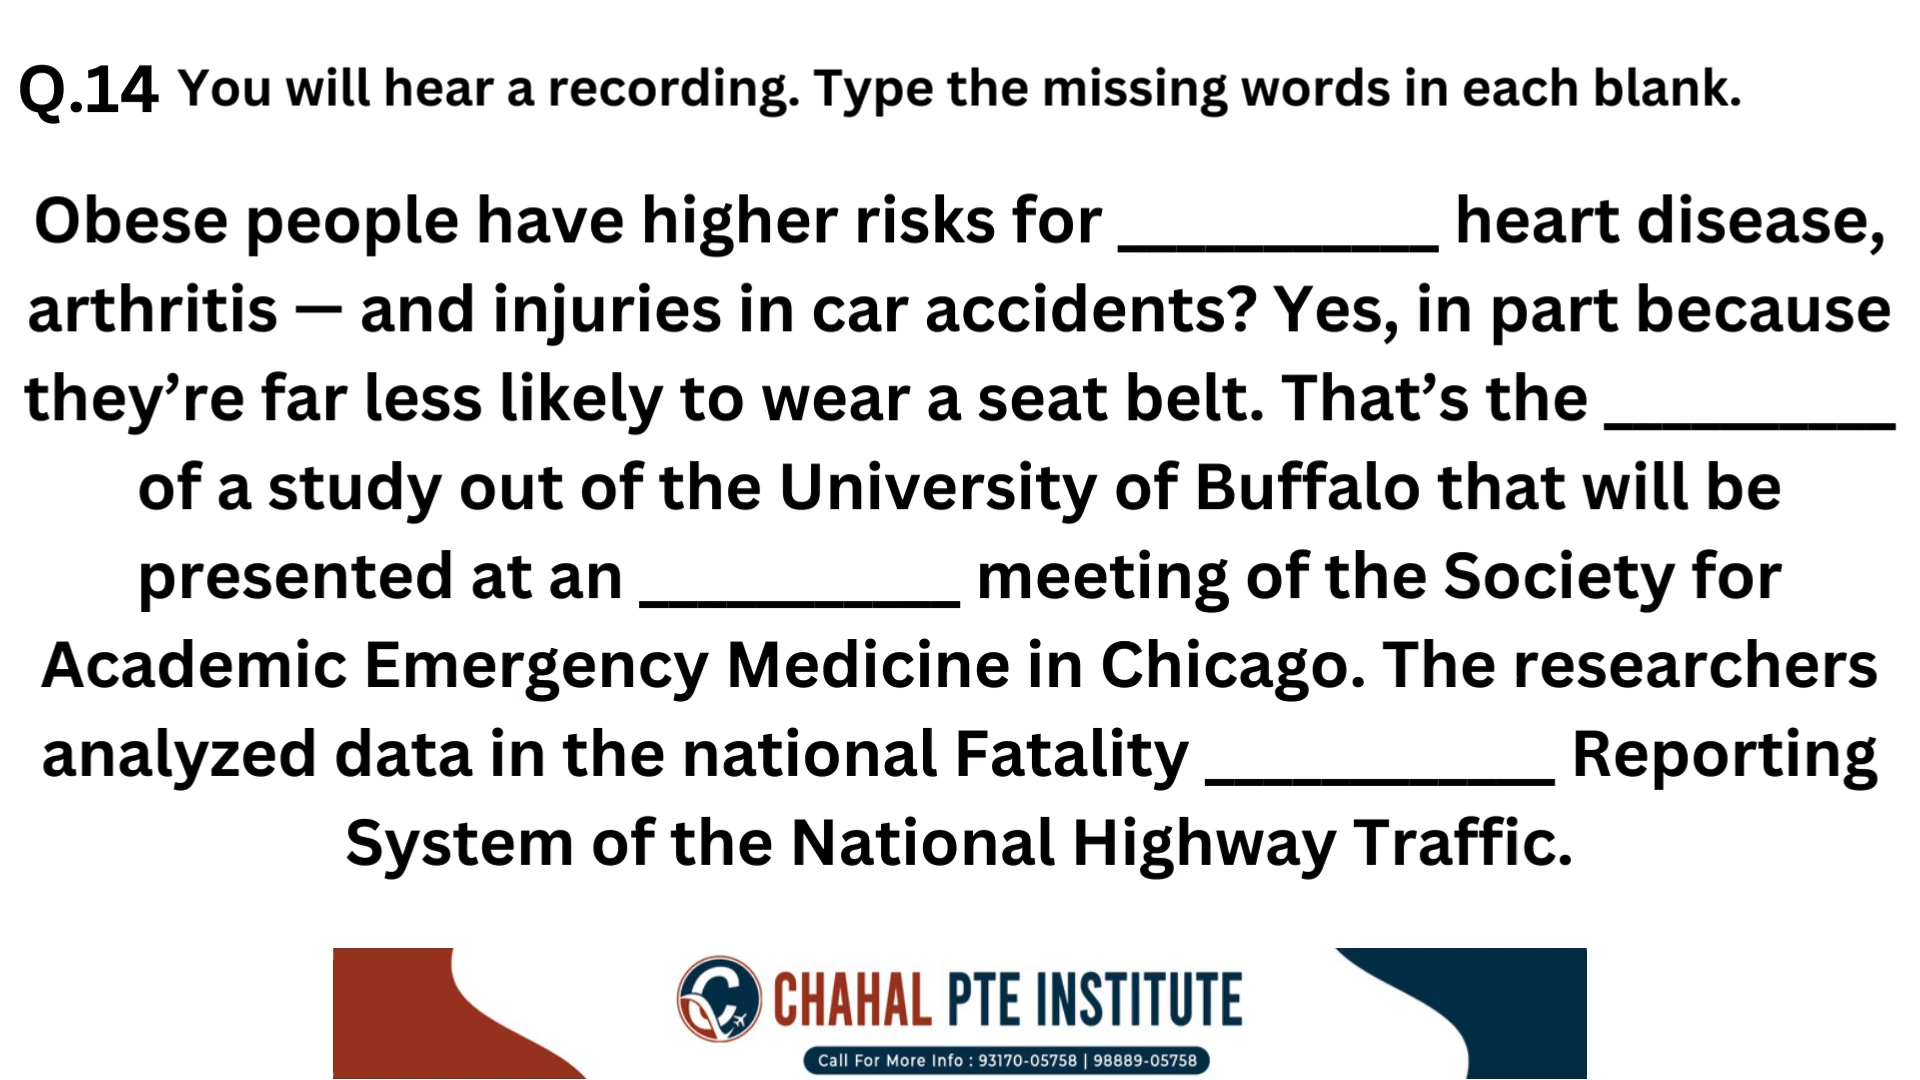 Q.14 You will hear a recording. Type the missing words in each blank.
Obese people have higher risks for ___________ heart disease,
arthritis — and injuries in car accidents? Yes, in part because
they’re far less likely to wear a seat belt. That’s the __________
of a study out of the University of Buffalo that will be
presented at an ___________ meeting of the Society for
Academic Emergency Medicine in Chicago. The researchers
analyzed data in the national Fatality ____________ Reporting
System of the National Highway Traffic.
CHAHAL PTE INSTITUTE
Call For More Info : 93170-05758 | 98889-05758